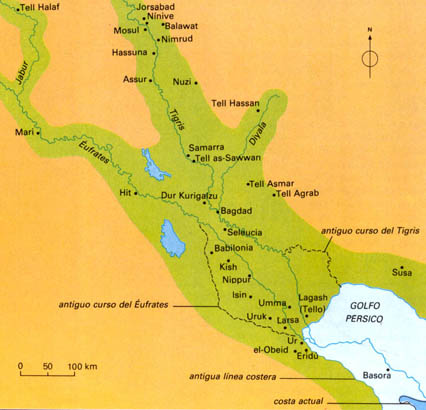 Tell Halaf
Jorsabad
Nínive
Mosul
Balawat
Nimrud
Hassuna
Jabur
Assur
Nuzi
Tigris
Tell Hassan
Diyala
Mari
Éufrates
Samarra
Tell as-Sawwan
Hit
Dur Kurigalzu
Tell Asmar
Tell Agrab
Bagdad
Seleucia
antiguo curso del Tigris
Babilonia
Kish
Susa
Nippur
antiguo curso del Éufrates
Isin
Lagash
(Tello)
GOLFO
PERSICO
Umma
Uruk
Larsa
Ur
el-Obeid
Eridú
0 50 100 km
antigua línea costera
Basora
costa actual
N